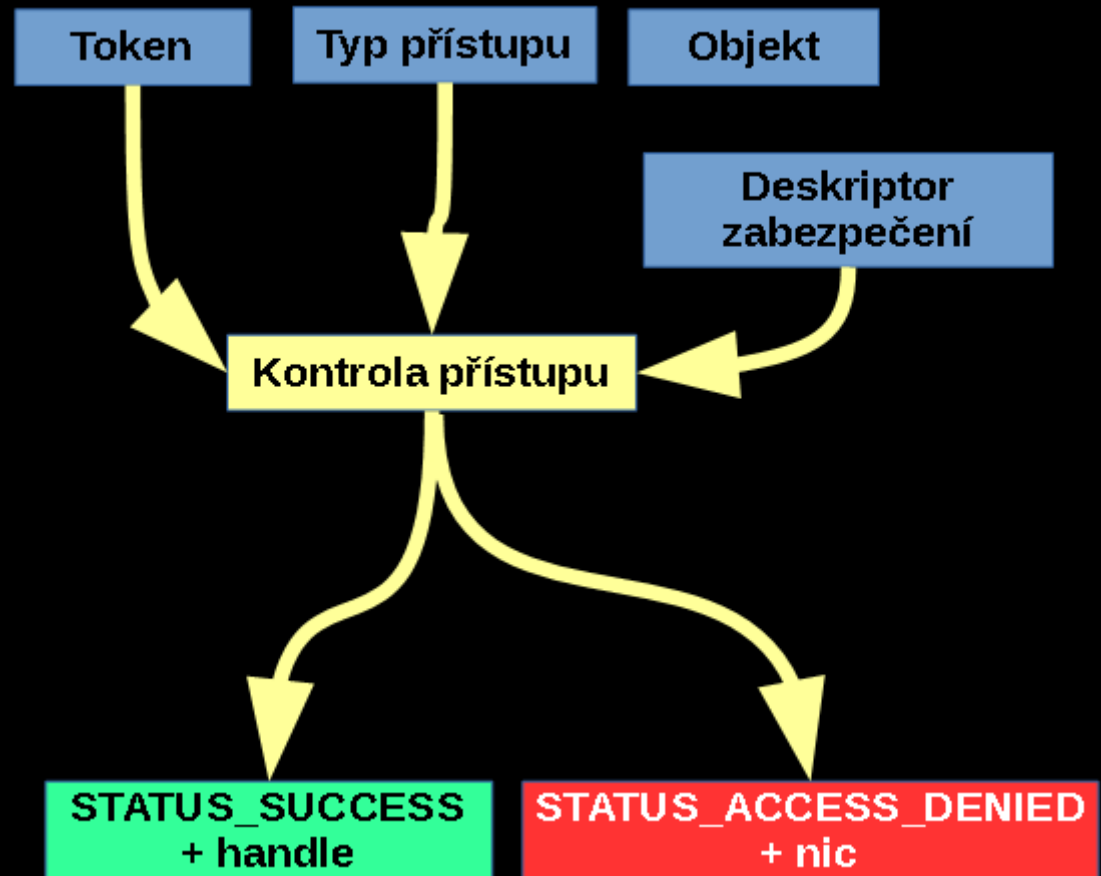 Token
Typ přístupu
Objekt
Deskriptor
zabezpečení
Kontrola přístupu
STATUS_SUCCESS
+ handle
STATUS_ACCESS_DENIED
+ nic